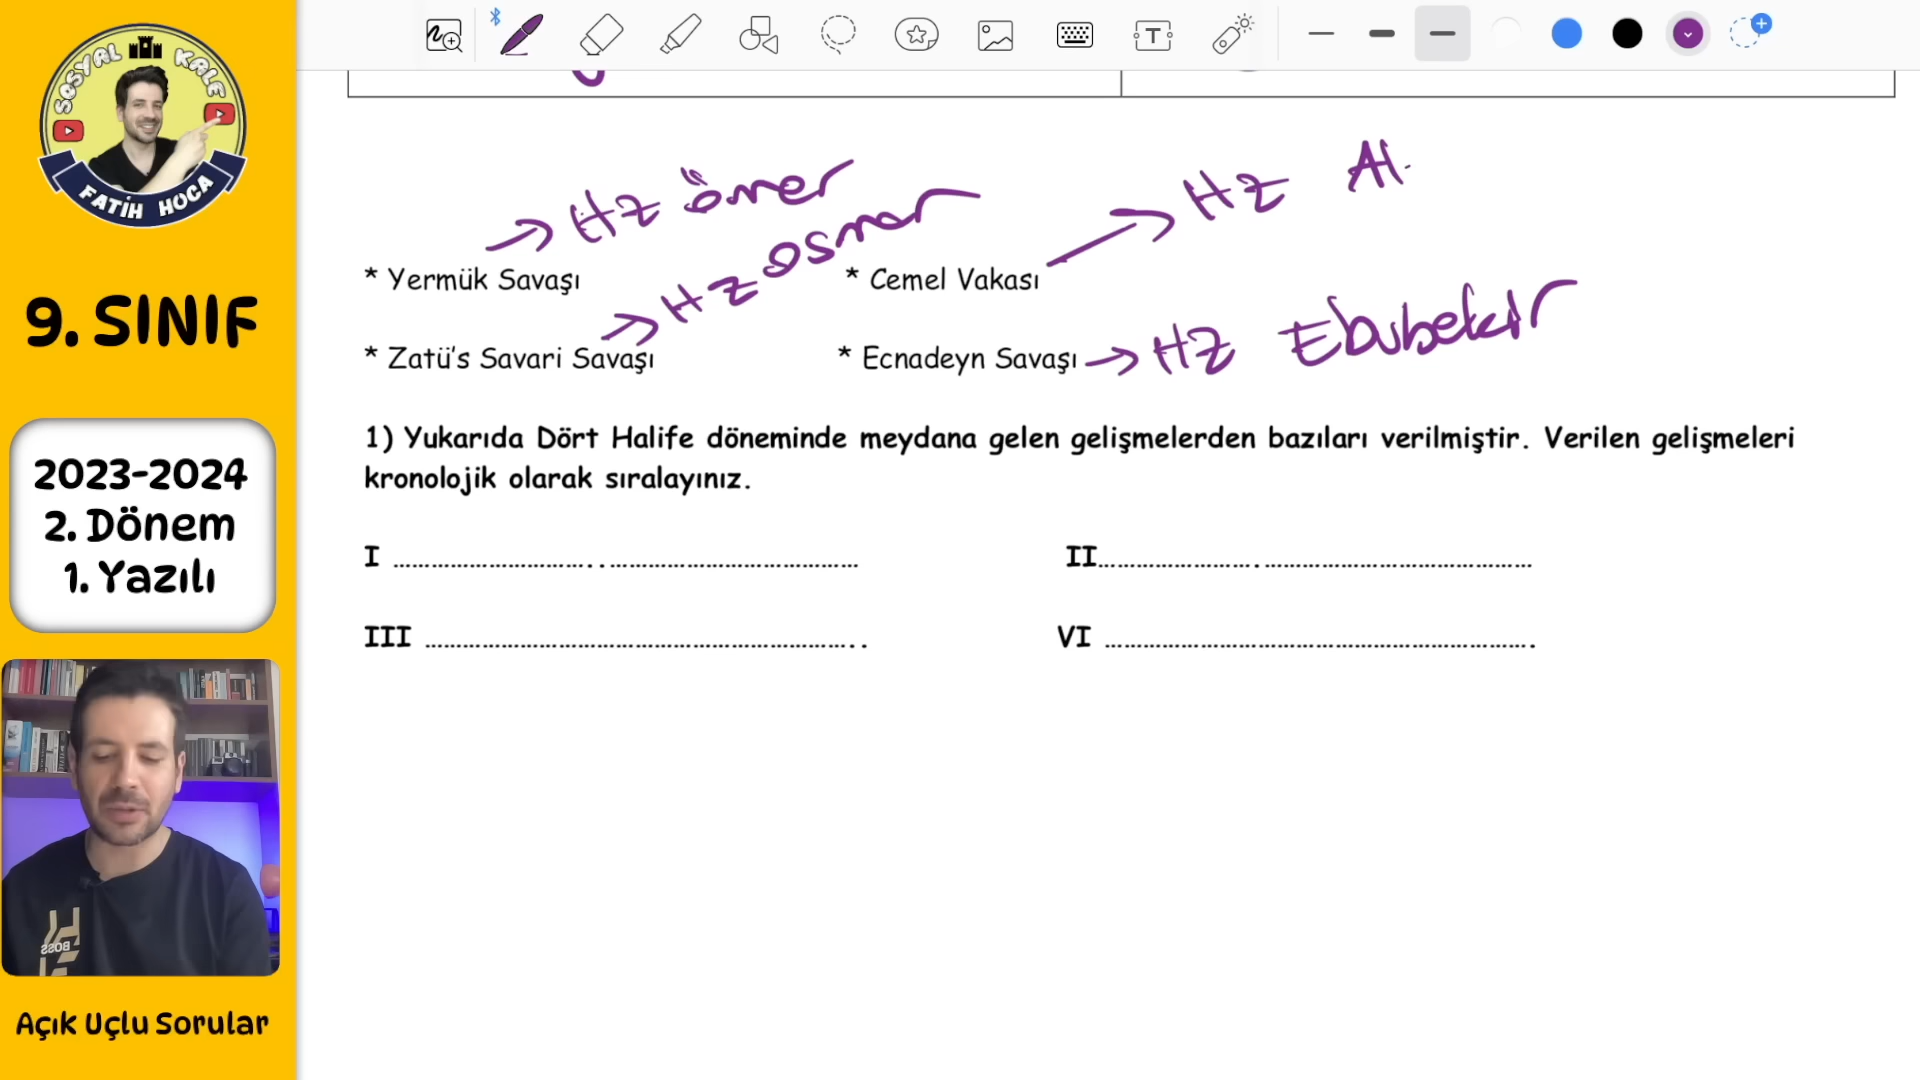 SOSYAL KALE
FATİH HOCA
9. SINIF
2023-2024
2. Dönem
1. Yazılı
BOSS
Açık Uçlu Sorular
T
→ Hz ömer
→ Hz Al
* Yermük Savaşı
* Cemel Vakası
→ Hz osman
* Zatü's Savari Savaşı
* Ecnadeyn Savaşı → Hz Ebubekir
1) Yukarıda Dört Halife döneminde meydana gelen gelişmelerden bazıları verilmiştir. Verilen gelişmeleri
kronolojik olarak sıralayınız.
I ……………………………..……………………………………
II…………………….……………………………………
III …………………………………………………………..
VI ………………………………………………………….